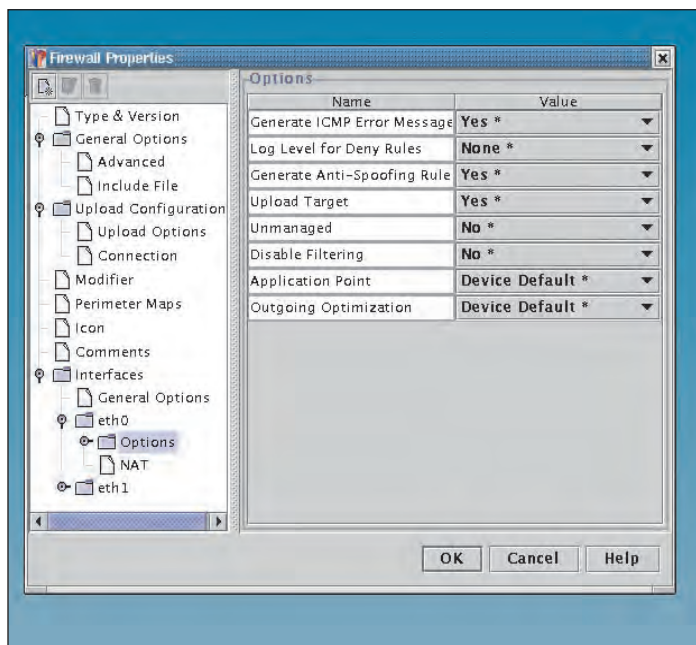 Firewall Properties
Type & Version
General Options
Advanced
Include File
Upload Configuration
Upload Options
Connection
Modifier
Perimeter Maps
Icon
Comments
Interfaces
General Options
eth0
Options
NAT
eth1
Options
Name Value
Generate ICMP Error Message Yes *
Log Level for Deny Rules None *
Generate Anti-Spoofing Rule Yes *
Upload Target Yes *
Unmanaged No *
Disable Filtering No *
Application Point Device Default *
Outgoing Optimization Device Default *
OK Cancel Help